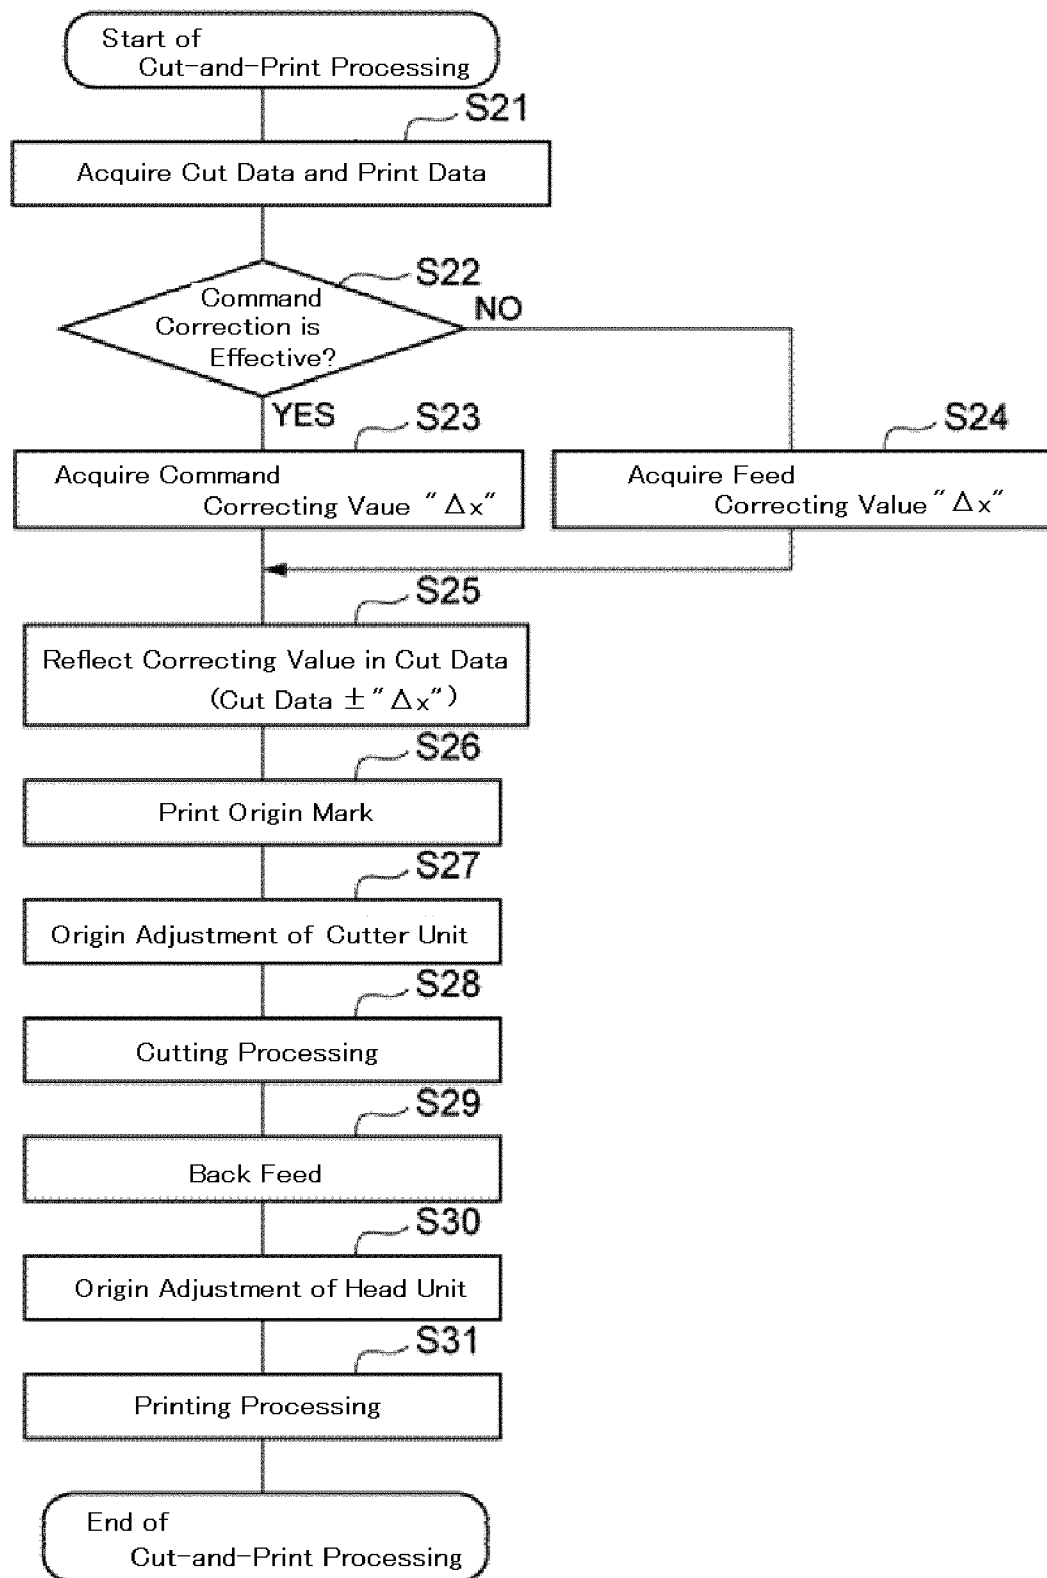 Start of
Cut-and-Print Processing
S21
Acquire Cut Data and Print Data
S22
Command
Correction is
Effective?
NO
YES
S23
Acquire Command
Correcting Vaue "Δx"
S24
Acquire Feed
Correcting Value "Δx"
S25
Reflect Correcting Value in Cut Data
(Cut Data ± "Δx")
S26
Print Origin Mark
S27
Origin Adjustment of Cutter Unit
S28
Cutting Processing
S29
Back Feed
S30
Origin Adjustment of Head Unit
S31
Printing Processing
End of
Cut-and-Print Processing